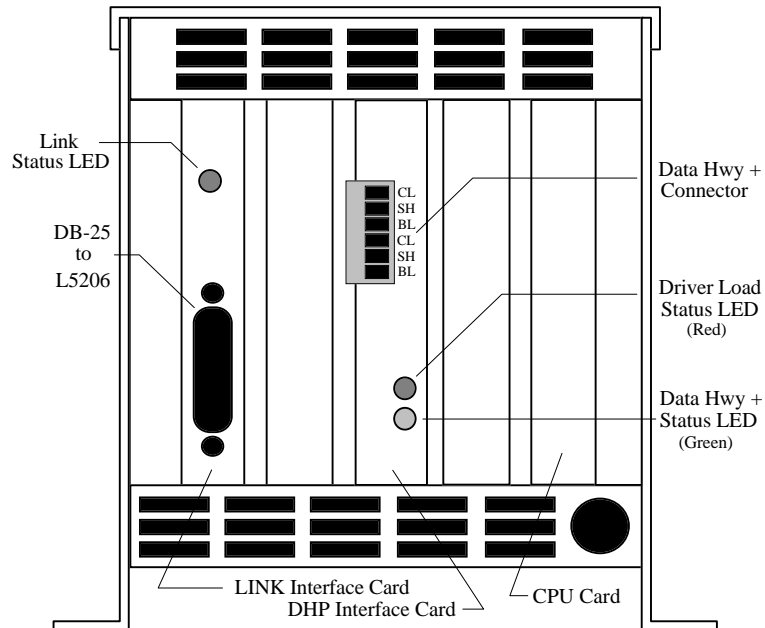 Link
Status LED
DB-25
to
L5206
CL
SH
BL
CL
SH
BL
Data Hwy +
Connector
Driver Load
Status LED
(Red)
Data Hwy +
Status LED
(Green)
LINK Interface Card
DHP Interface Card
CPU Card